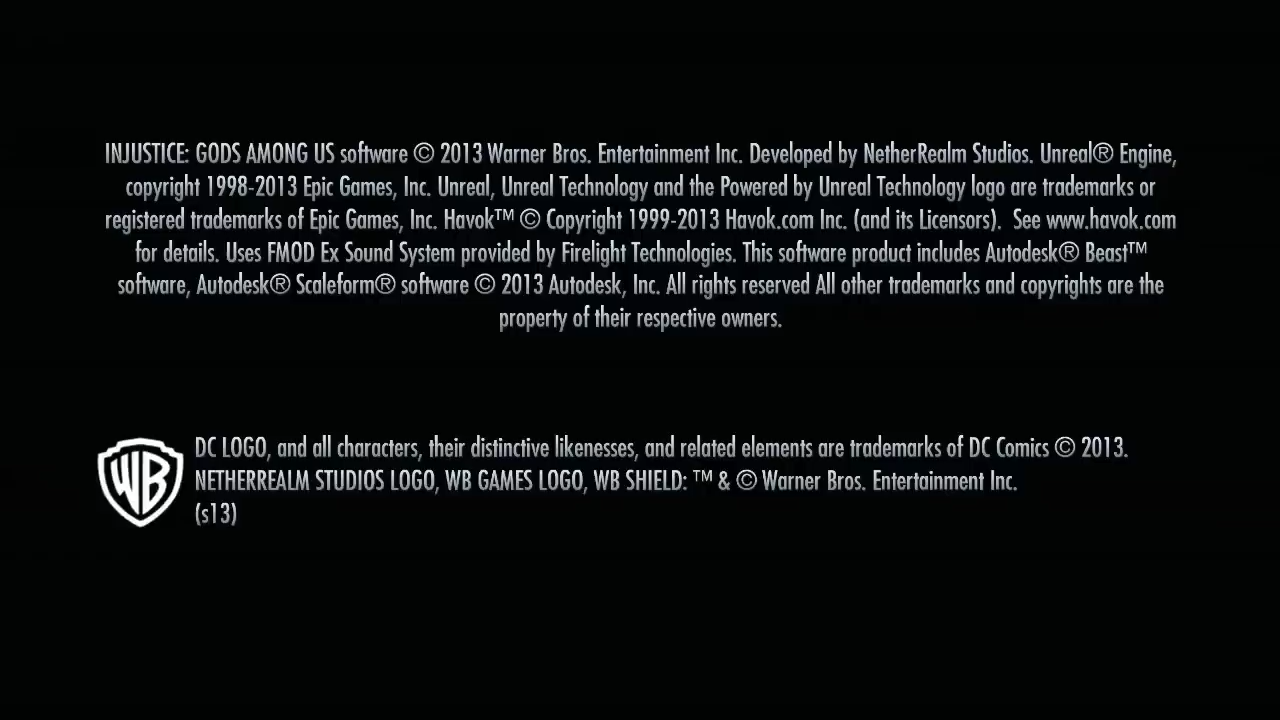 INJUSTICE: GODS AMONG US software © 2013 Warner Bros. Entertainment Inc. Developed by NetherRealm Studios. Unreal® Engine,
copyright 1998-2013 Epic Games, Inc. Unreal, Unreal Technology and the Powered by Unreal Technology logo are trademarks or
registered trademarks of Epic Games, Inc. Havok™ © Copyright 1999-2013 Havok.com Inc. (and its Licensors).  See www.havok.com
for details. Uses FMOD Ex Sound System provided by Firelight Technologies. This software product includes Autodesk® Beast™
software, Autodesk® Scaleform® software © 2013 Autodesk, Inc. All rights reserved All other trademarks and copyrights are the
property of their respective owners.
WB
DC LOGO, and all characters, their distinctive likenesses, and related elements are trademarks of DC Comics © 2013.
NETHERREALM STUDIOS LOGO, WB GAMES LOGO, WB SHIELD: ™ & © Warner Bros. Entertainment Inc.
(s13)